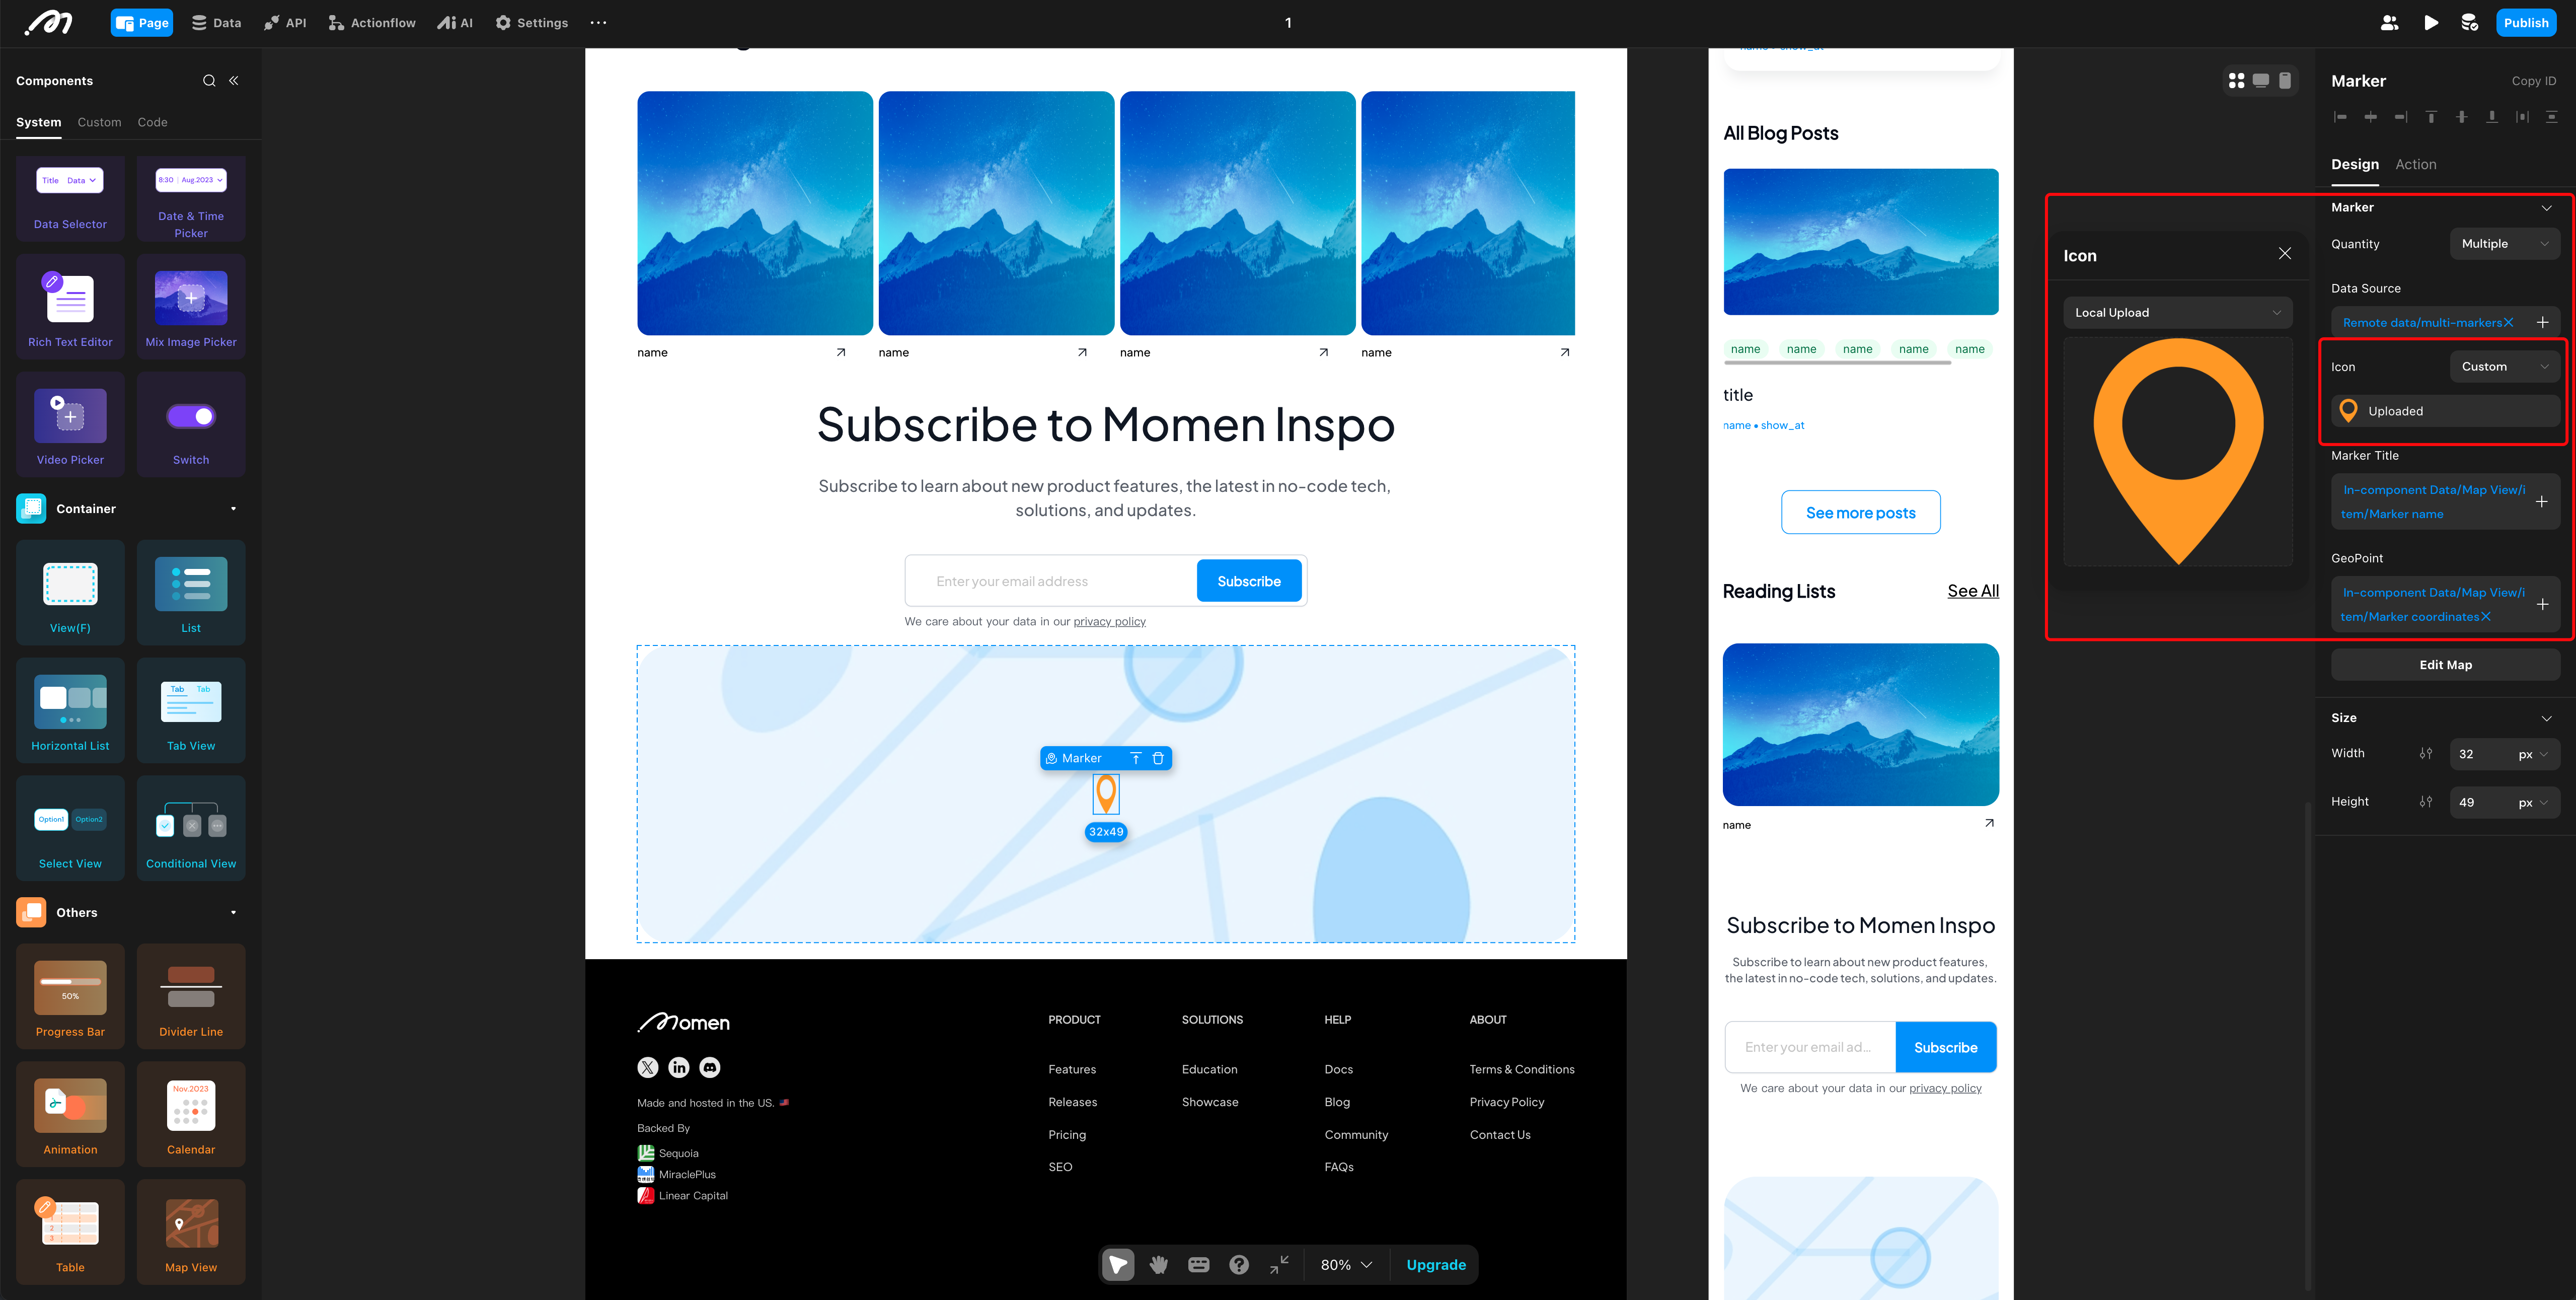 Page
Data
API
Actionflow
AI
Settings
1
Publish
Components
System
Custom
Code
Title Data
Data Selector
8:30 Aug.2023
Date & Time
Picker
Rich Text Editor
Mix Image Picker
Video Picker
Switch
Container
View(F)
List
Horizontal List
Tab Tab
Tab View
Option1 Option2
Select View
Conditional View
Others
50%
Progress Bar
Divider Line
Animation
Nov.2023
Calendar
1
2
3
Table
Map View
name
name
name
name
Subscribe to Momen Inspo
Subscribe to learn about new product features, the latest in no-code tech,
solutions, and updates.
Enter your email address
Subscribe
We care about your data in our privacy policy
Marker
32x49
Momen
Made and hosted in the US.
Backed By
Sequoia
MiraclePlus
Linear Capital
PRODUCT
Features
Releases
Pricing
SEO
SOLUTIONS
Education
Showcase
HELP
Docs
Blog
Community
FAQs
ABOUT
Terms & Conditions
Privacy Policy
Contact Us
80%
Upgrade
name • show_at
All Blog Posts
name name name name name
title
name • show_at
See more posts
Reading Lists
See All
name
Subscribe to Momen Inspo
Subscribe to learn about new product features,
the latest in no-code tech, solutions, and updates.
Enter your email ad...
Subscribe
We care about your data in our privacy policy
Icon
Local Upload
Marker
Copy ID
Design
Action
Marker
Quantity
Multiple
Data Source
Remote data/multi-markers
Icon
Custom
Uploaded
Marker Title
In-component Data/Map View/i
tem/Marker name
GeoPoint
In-component Data/Map View/i
tem/Marker coordinates
Edit Map
Size
Width
32
px
Height
49
px